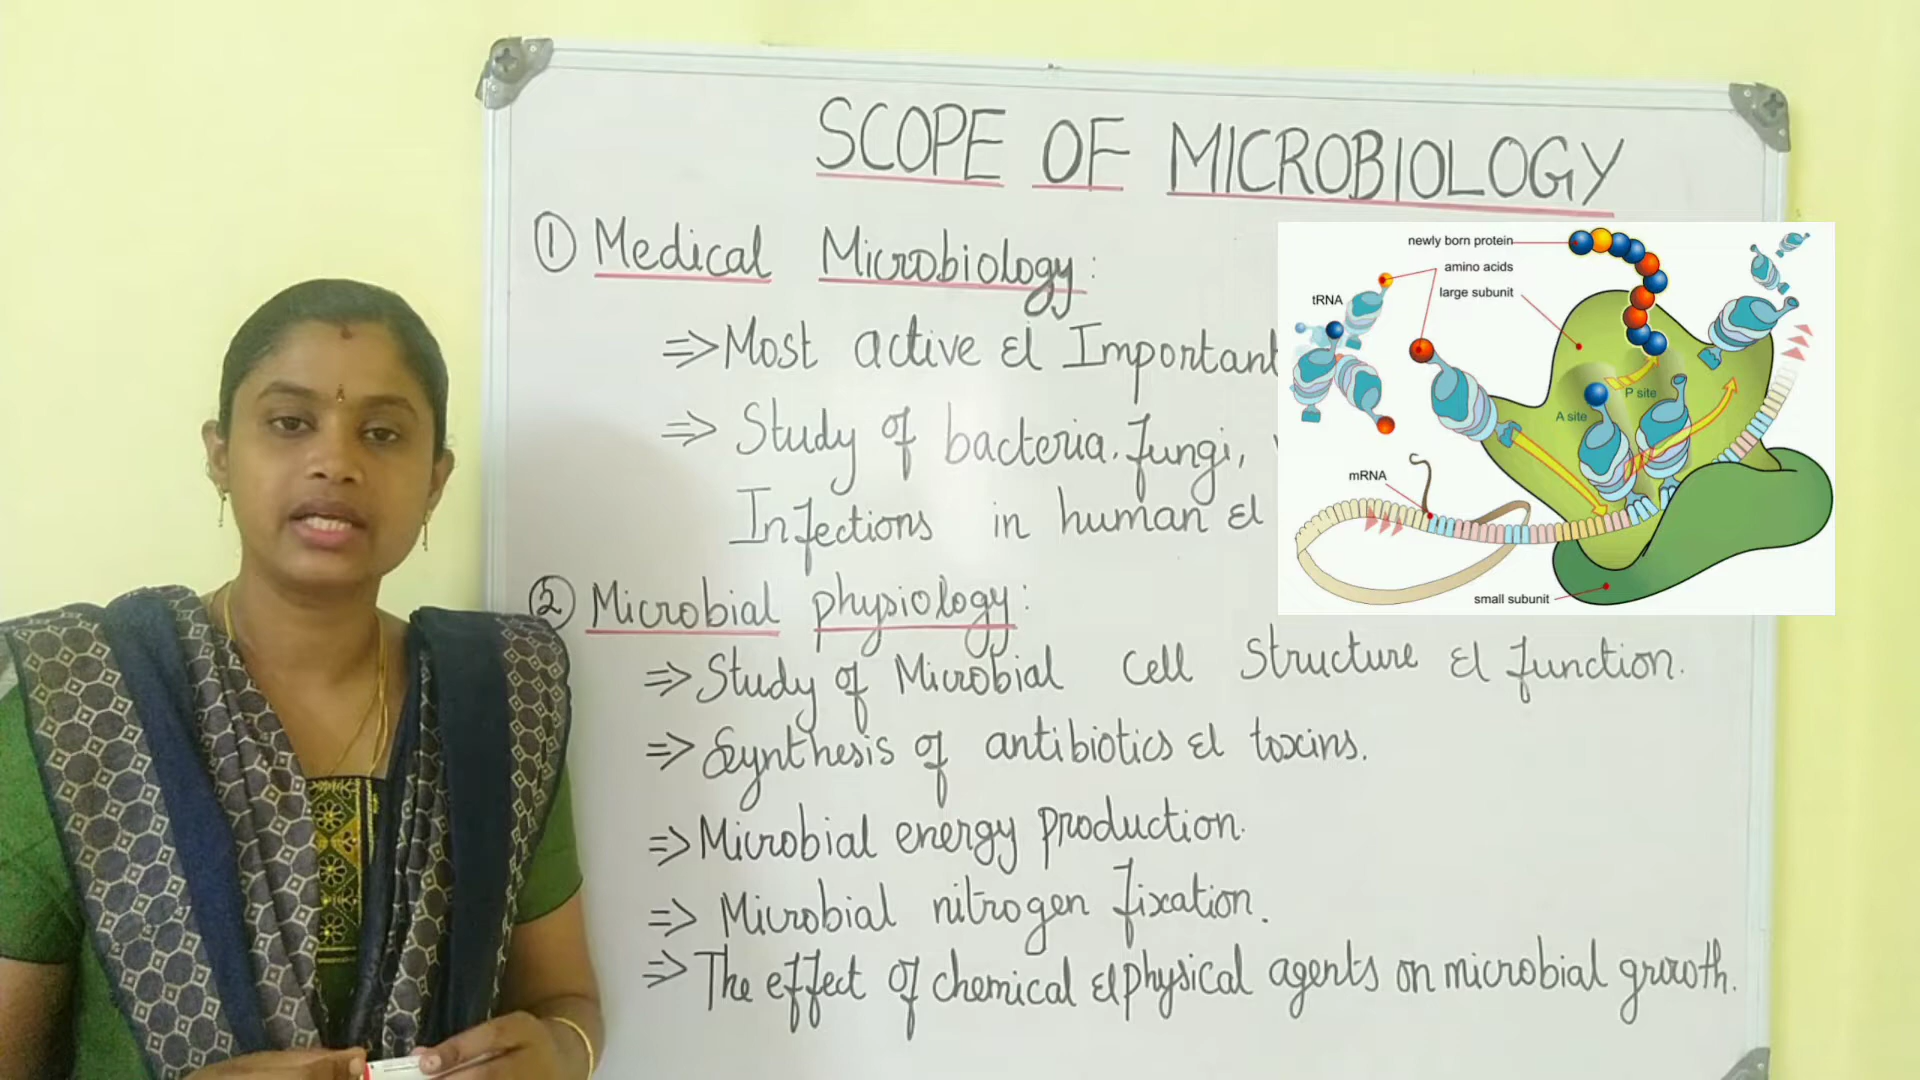 SCOPE OF MICROBIOLOGY
① Medical Microbiology:
⇒ Most active & Important
⇒ Study of bacteria, fungi,
Infections in human &
② Microbial physiology:
⇒ Study of Microbial cell structure & function.
⇒ Synthesis of antibiotics & toxins.
⇒ Microbial energy production.
⇒ Microbial nitrogen fixation.
⇒ The effect of chemical & physical agents on microbial growth.
newly born protein
amino acids
large subunit
tRNA
P site
A site
mRNA
small subunit